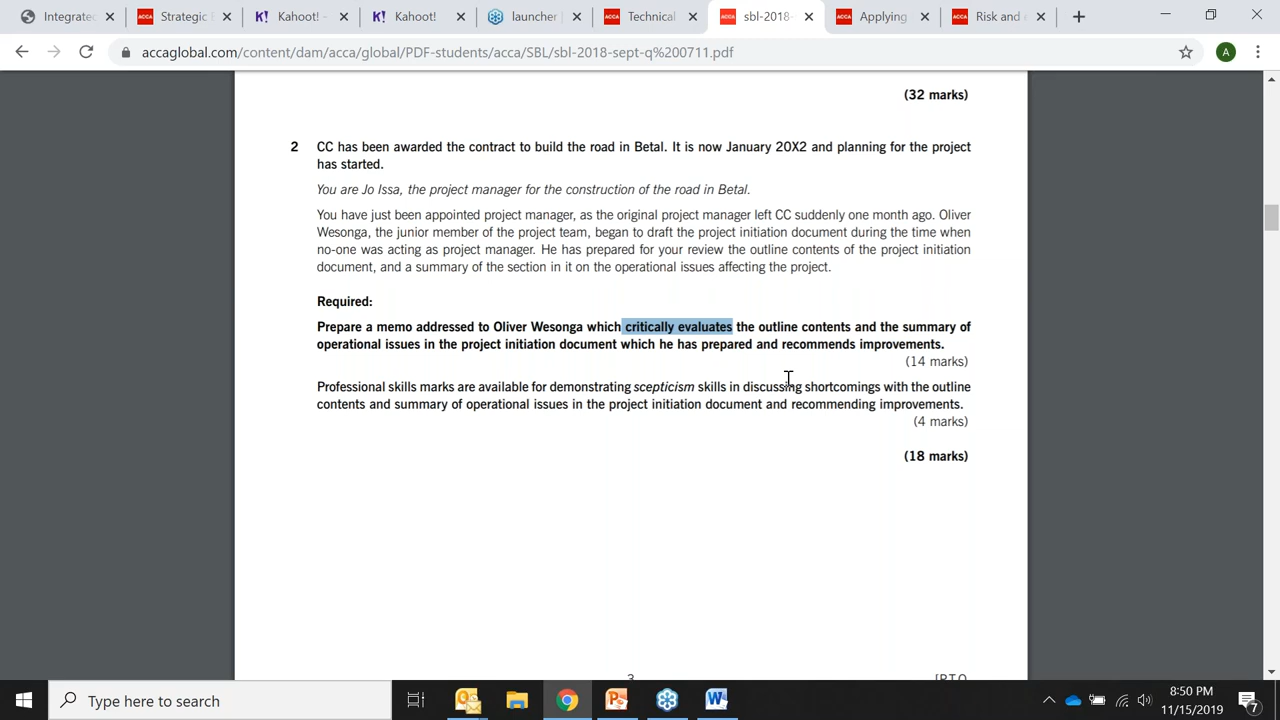 Integrated
Strategic
Kahoot! -
Kahoot!
launcher
Technical
sbl-2018-
Applying
Risk and
accaglobal.com/content/dam/acca/global/PDF-students/acca/SBL/sbl-2018-sept-q%200711.pdf
A
(32 marks)
2 CC has been awarded the contract to build the road in Betal. It is now January 20X2 and planning for the project
has started.
You are Jo Issa, the project manager for the construction of the road in Betal.
You have just been appointed project manager, as the original project manager left CC suddenly one month ago. Oliver
Wesonga, the junior member of the project team, began to draft the project initiation document during the time when
no-one was acting as project manager. He has prepared for your review the outline contents of the project initiation
document, and a summary of the section in it on the operational issues affecting the project.
Required:
Prepare a memo addressed to Oliver Wesonga which critically evaluates the outline contents and the summary of
operational issues in the project initiation document which he has prepared and recommends improvements.
(14 marks)
Professional skills marks are available for demonstrating scepticism skills in discussing shortcomings with the outline
contents and summary of operational issues in the project initiation document and recommending improvements.
(4 marks)
(18 marks)
3 [P.T.O.
Type here to search
8:50 PM
11/15/2019
7